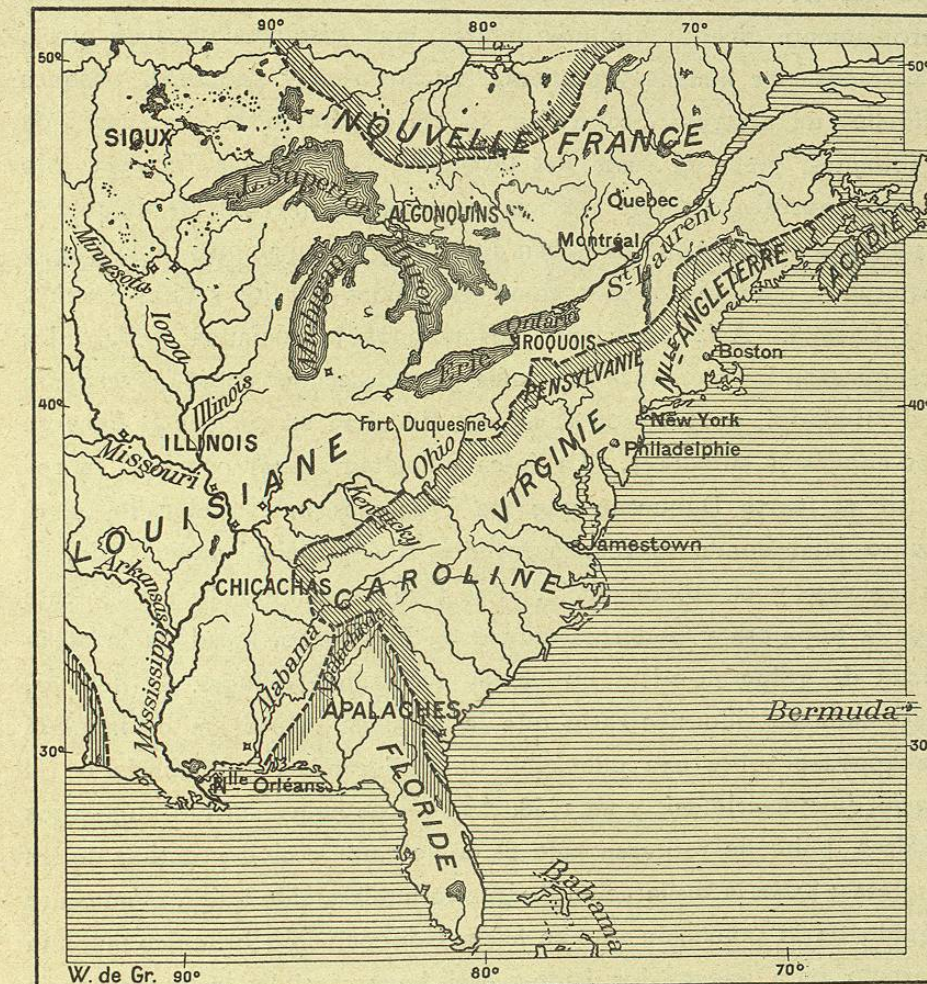 90° 80° 70°
50° 50°
SIOUX
NOUVELLE FRANCE
L. Superior
ALGONQUINS
Quebec
Montréal
St Laurent
ACADIE
Minnesota
Michigan
Huron
Iowa
Ontario
IROQUOIS
Erie
PENSYLVANIE
Nlle ANGLETERRE
Boston
40° 40°
Illinois
ILLINOIS
Missouri
Fort Duquesne
Ohio
New York
Philadelphie
VIRGINIE
LOUISIANE
Kentucky
Jamestown
Arkansas
CHICACHAS
CAROLINE
Mississippi
Alabama
APALACHES
Bermuda
30° 30°
Nlle Orléans
FLORIDE
Bahama
W. de Gr. 90° 80° 70°